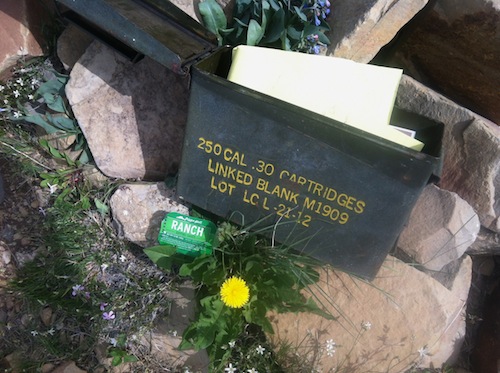 250 CAL .30 CARTRIDGES
LINKED BLANK M1909
LOT LC L-21-12
RANCH